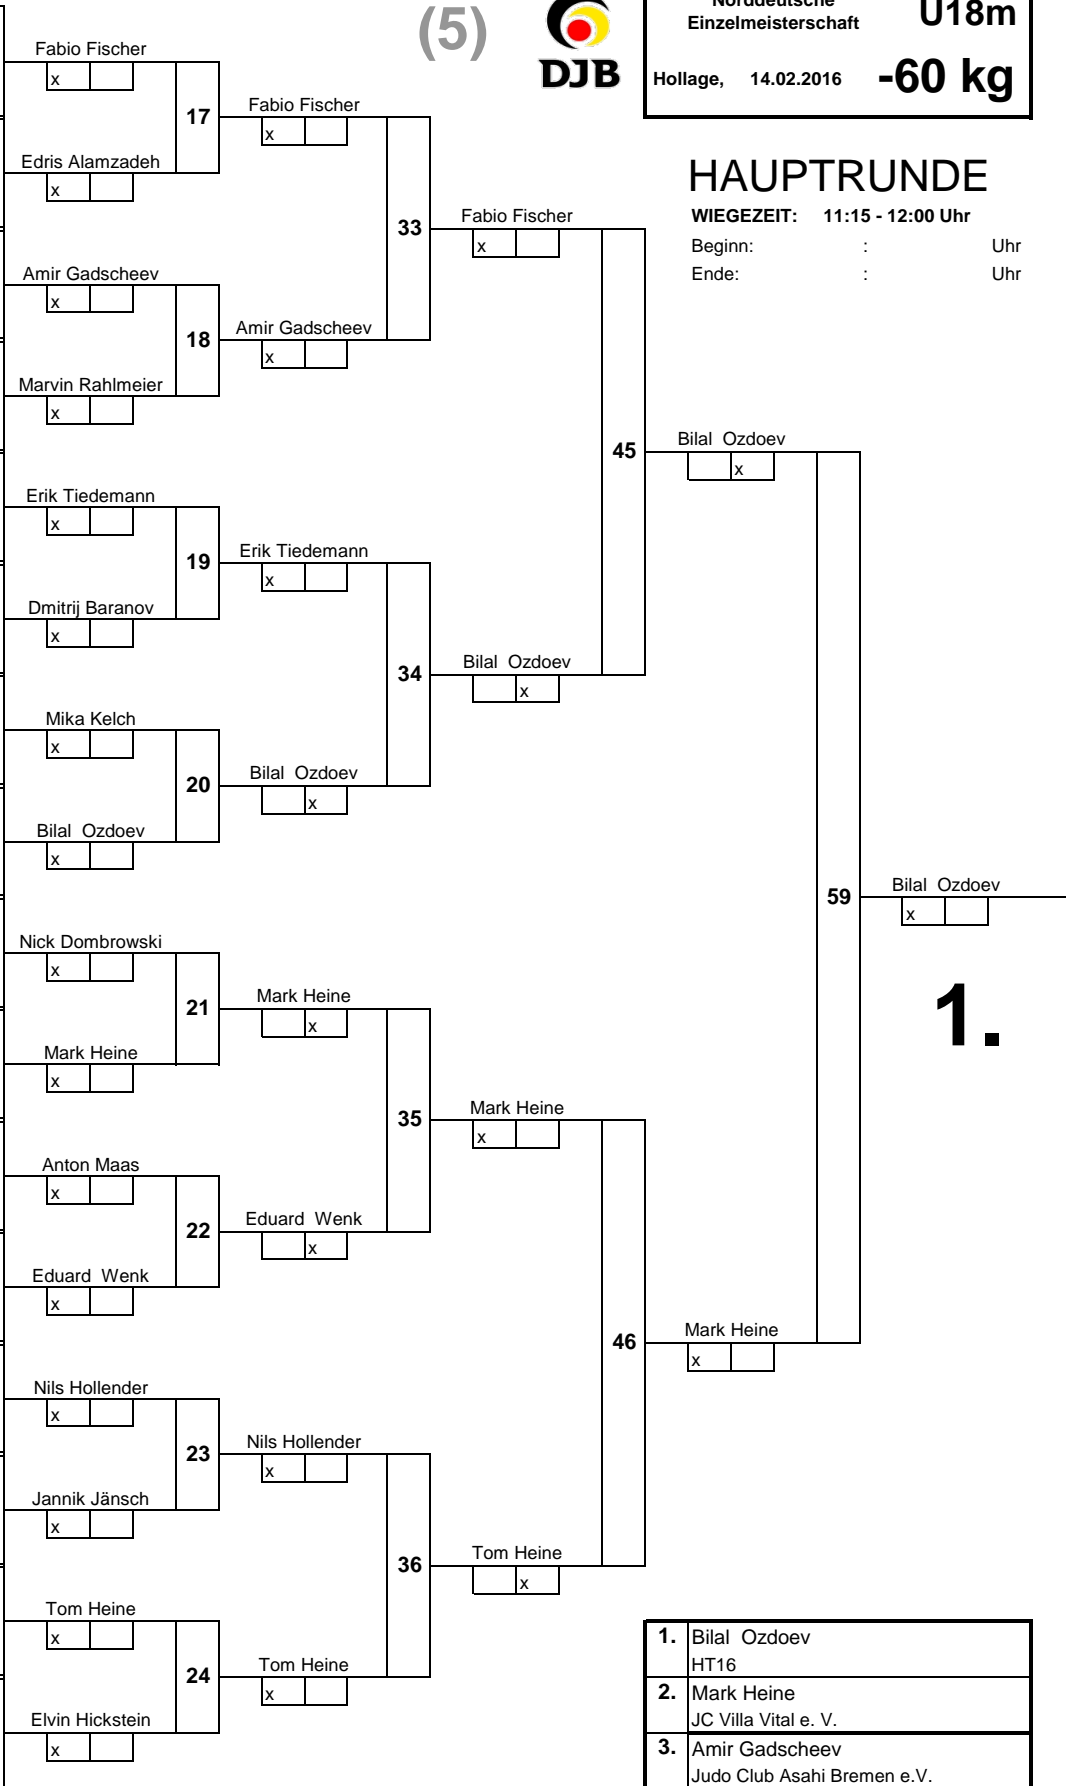 (5)
DJB
Norddeutsche
Einzelmeisterschaft
U18m
Hollage, 14.02.2016
-60 kg
HAUPTRUNDE
WIEGEZEIT: 11:15 - 12:00 Uhr
Beginn: : Uhr
Ende: : Uhr
Fabio Fischer
x
17
Edris Alamzadeh
x
Amir Gadscheev
x
18
Marvin Rahlmeier
x
Erik Tiedemann
x
19
Dmitrij Baranov
x
Mika Kelch
x
20
Bilal Ozdoev
x
Nick Dombrowski
x
21
Mark Heine
x
Anton Maas
x
22
Eduard Wenk
x
Nils Hollender
x
23
Jannik Jänsch
x
Tom Heine
x
24
Elvin Hickstein
x
Fabio Fischer
x
33
Amir Gadscheev
x
Erik Tiedemann
x
34
Bilal Ozdoev
x
Mark Heine
x
35
Eduard Wenk
x
Nils Hollender
x
36
Tom Heine
x
Fabio Fischer
x
45
Bilal Ozdoev
x
Mark Heine
x
46
Tom Heine
x
Bilal Ozdoev
x
59
Mark Heine
x
Bilal Ozdoev
x
1.
1. Bilal Ozdoev
HT16
2. Mark Heine
JC Villa Vital e. V.
3. Amir Gadscheev
Judo Club Asahi Bremen e.V.